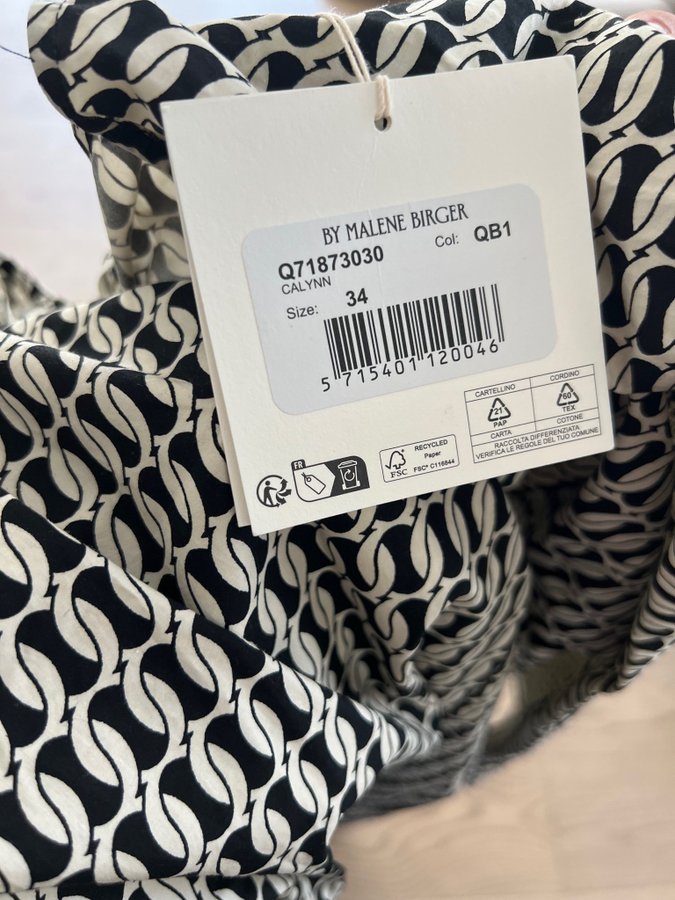 BY MALENE BIRGER
Q71873030 Col: QB1
CALYNN
Size: 34
5 715401 120046
CARTELLINO CORDINO
21 60
PAP TEX
CARTA COTONE
RACCOLTA DIFFERENZIATA
VERIFICA LE REGOLE DEL TUO COMUNE
FR
FSC
RECYCLED
Paper
FSC® C116844